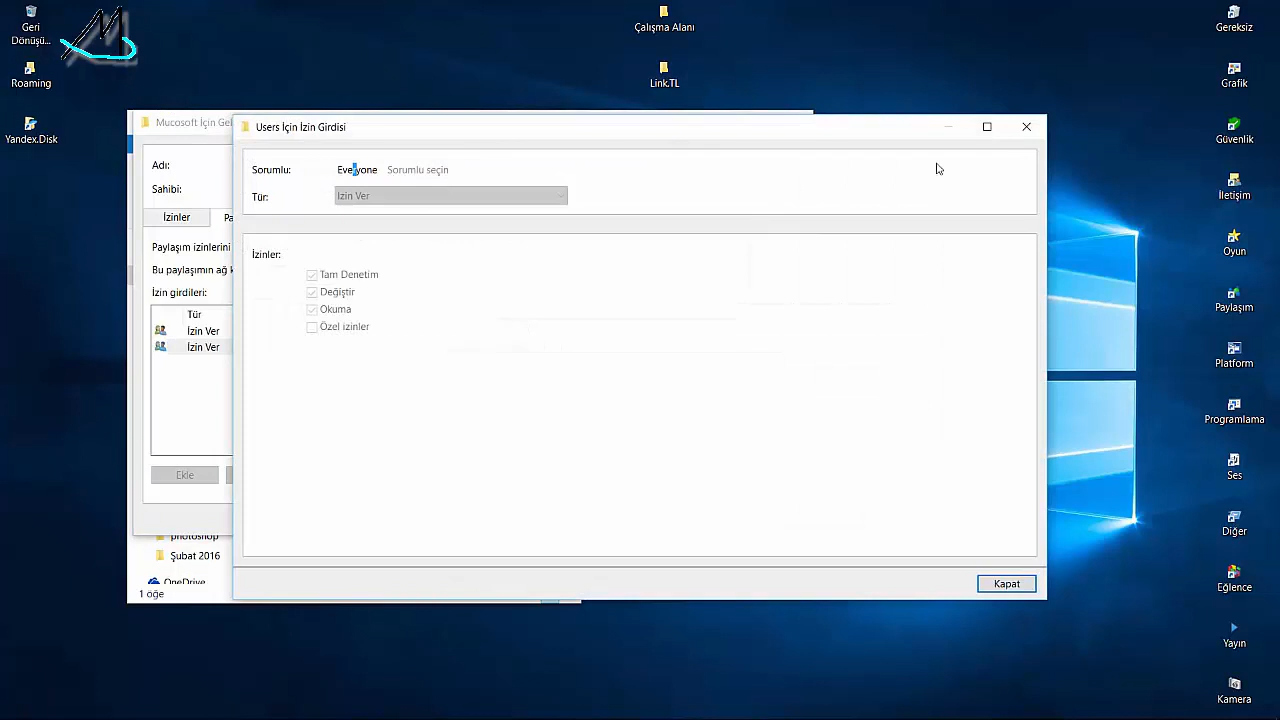 Geri
Dönüşü...
Roaming
Yandex.Disk
Çalışma Alanı
Link.TL
Gereksiz
Grafik
Güvenlik
İletişim
Oyun
Paylaşım
Platform
Programlama
Ses
Diğer
Eğlence
Yayın
Kamera
Mucosoft İçin Gel
Adı:
Sahibi:
İzinler
Pa
Paylaşım izinlerini
Bu paylaşımın ağ k
İzin girdileri:
Tür
İzin Ver
İzin Ver
Ekle
photoshop
Şubat 2016
OneDrive
1 öğe
Users İçin İzin Girdisi
Sorumlu: Everyone Sorumlu seçin
Tür: İzin Ver
İzinler:
Tam Denetim
Değiştir
Okuma
Özel izinler
Kapat